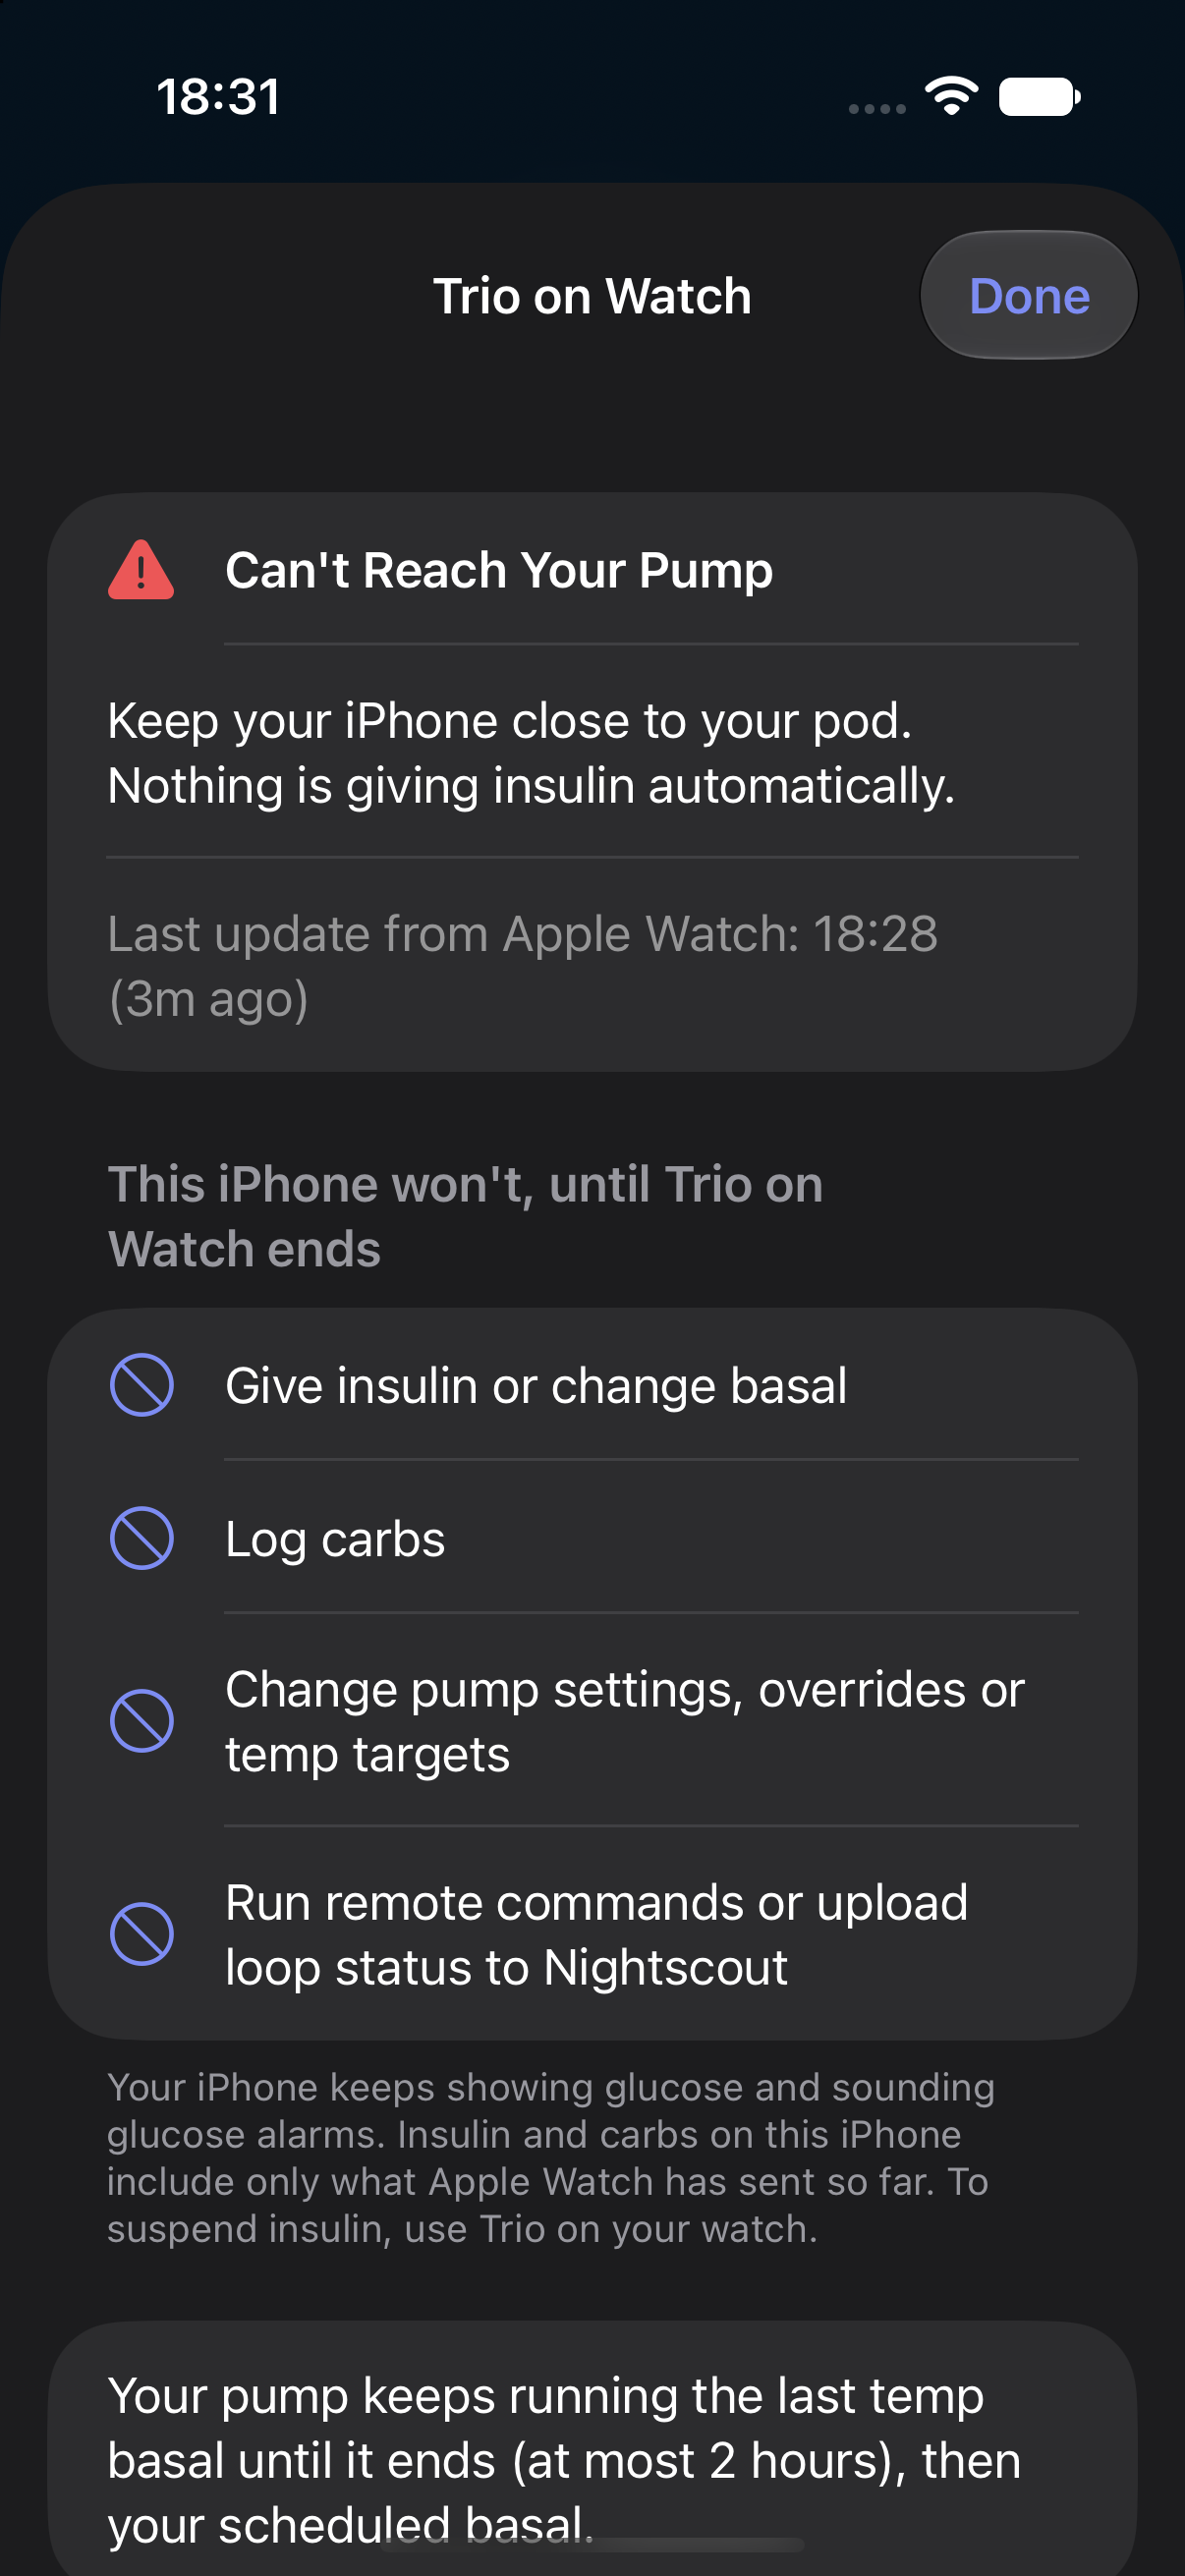 18:31
Trio on Watch
Done
Can't Reach Your Pump
Keep your iPhone close to your pod.
Nothing is giving insulin automatically.
Last update from Apple Watch: 18:28
(3m ago)
This iPhone won't, until Trio on
Watch ends
Give insulin or change basal
Log carbs
Change pump settings, overrides or
temp targets
Run remote commands or upload
loop status to Nightscout
Your iPhone keeps showing glucose and sounding
glucose alarms. Insulin and carbs on this iPhone
include only what Apple Watch has sent so far. To
suspend insulin, use Trio on your watch.
Your pump keeps running the last temp
basal until it ends (at most 2 hours), then
your scheduled basal.